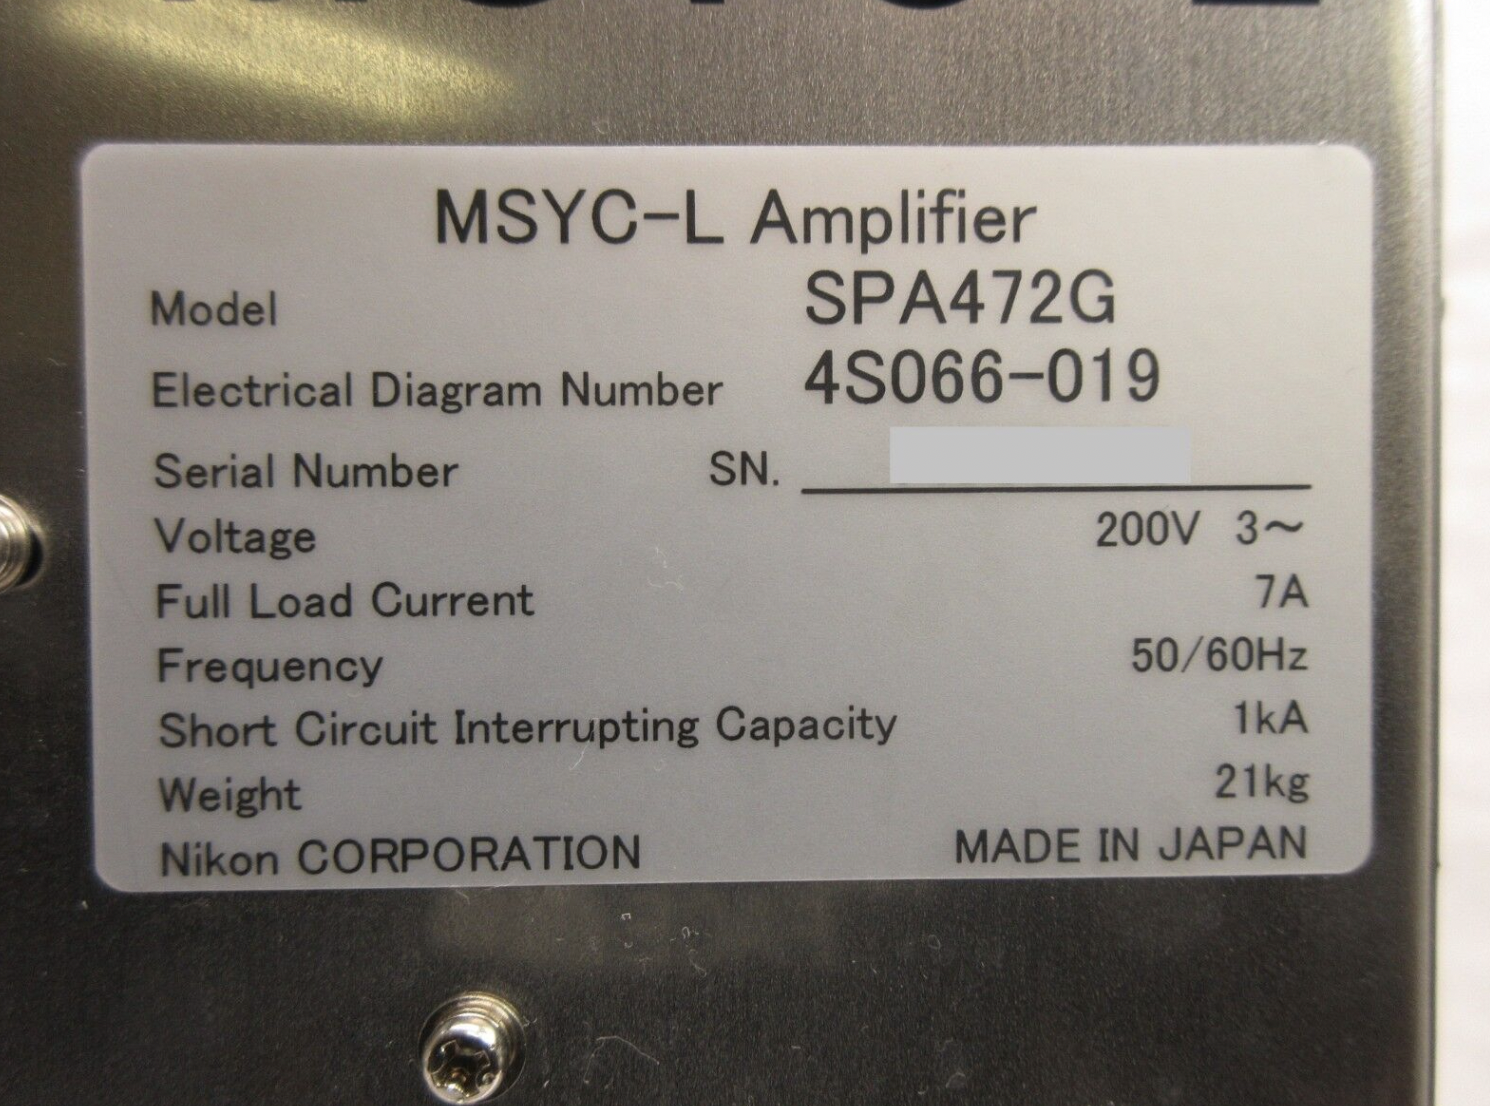 MSYC-L Amplifier
Model SPA472G
Electrical Diagram Number 4S066-019
Serial Number SN.
Voltage 200V 3～
Full Load Current 7A
Frequency 50/60Hz
Short Circuit Interrupting Capacity 1kA
Weight 21kg
Nikon CORPORATION MADE IN JAPAN